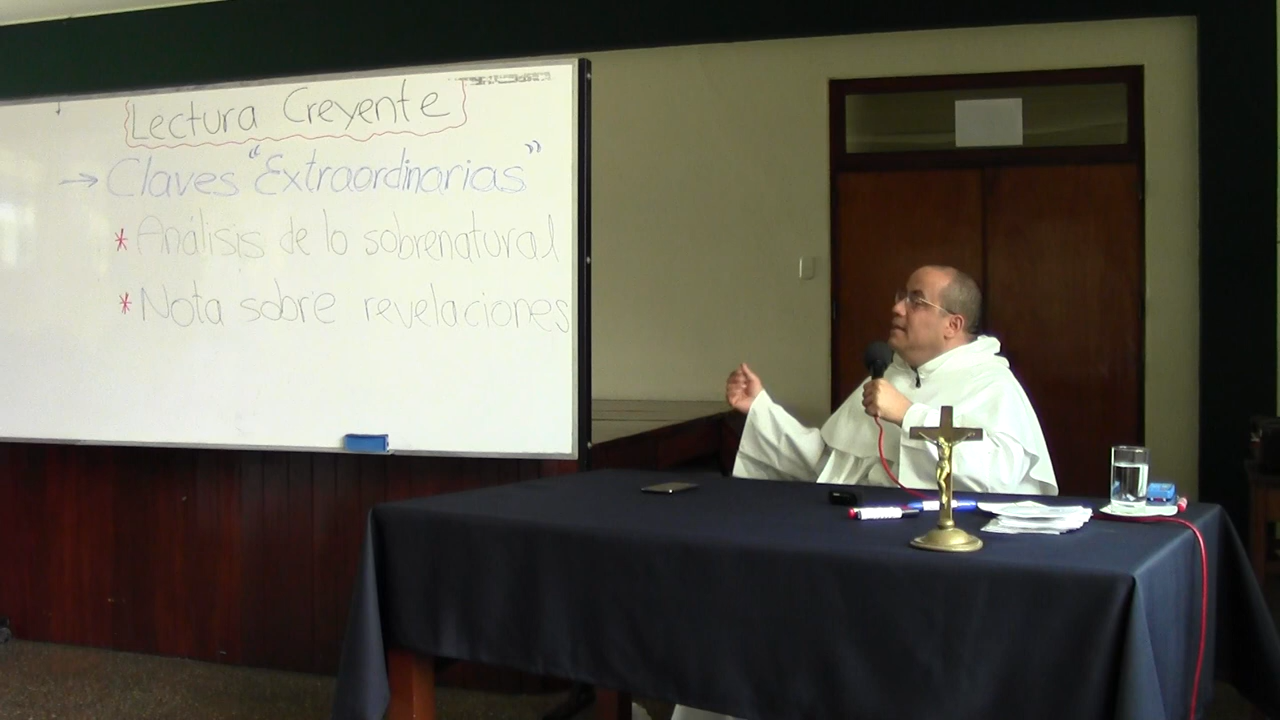 Lectura Creyente
→ Claves "Extraordinarias"
* Análisis de lo sobrenatural
* Nota sobre revelaciones